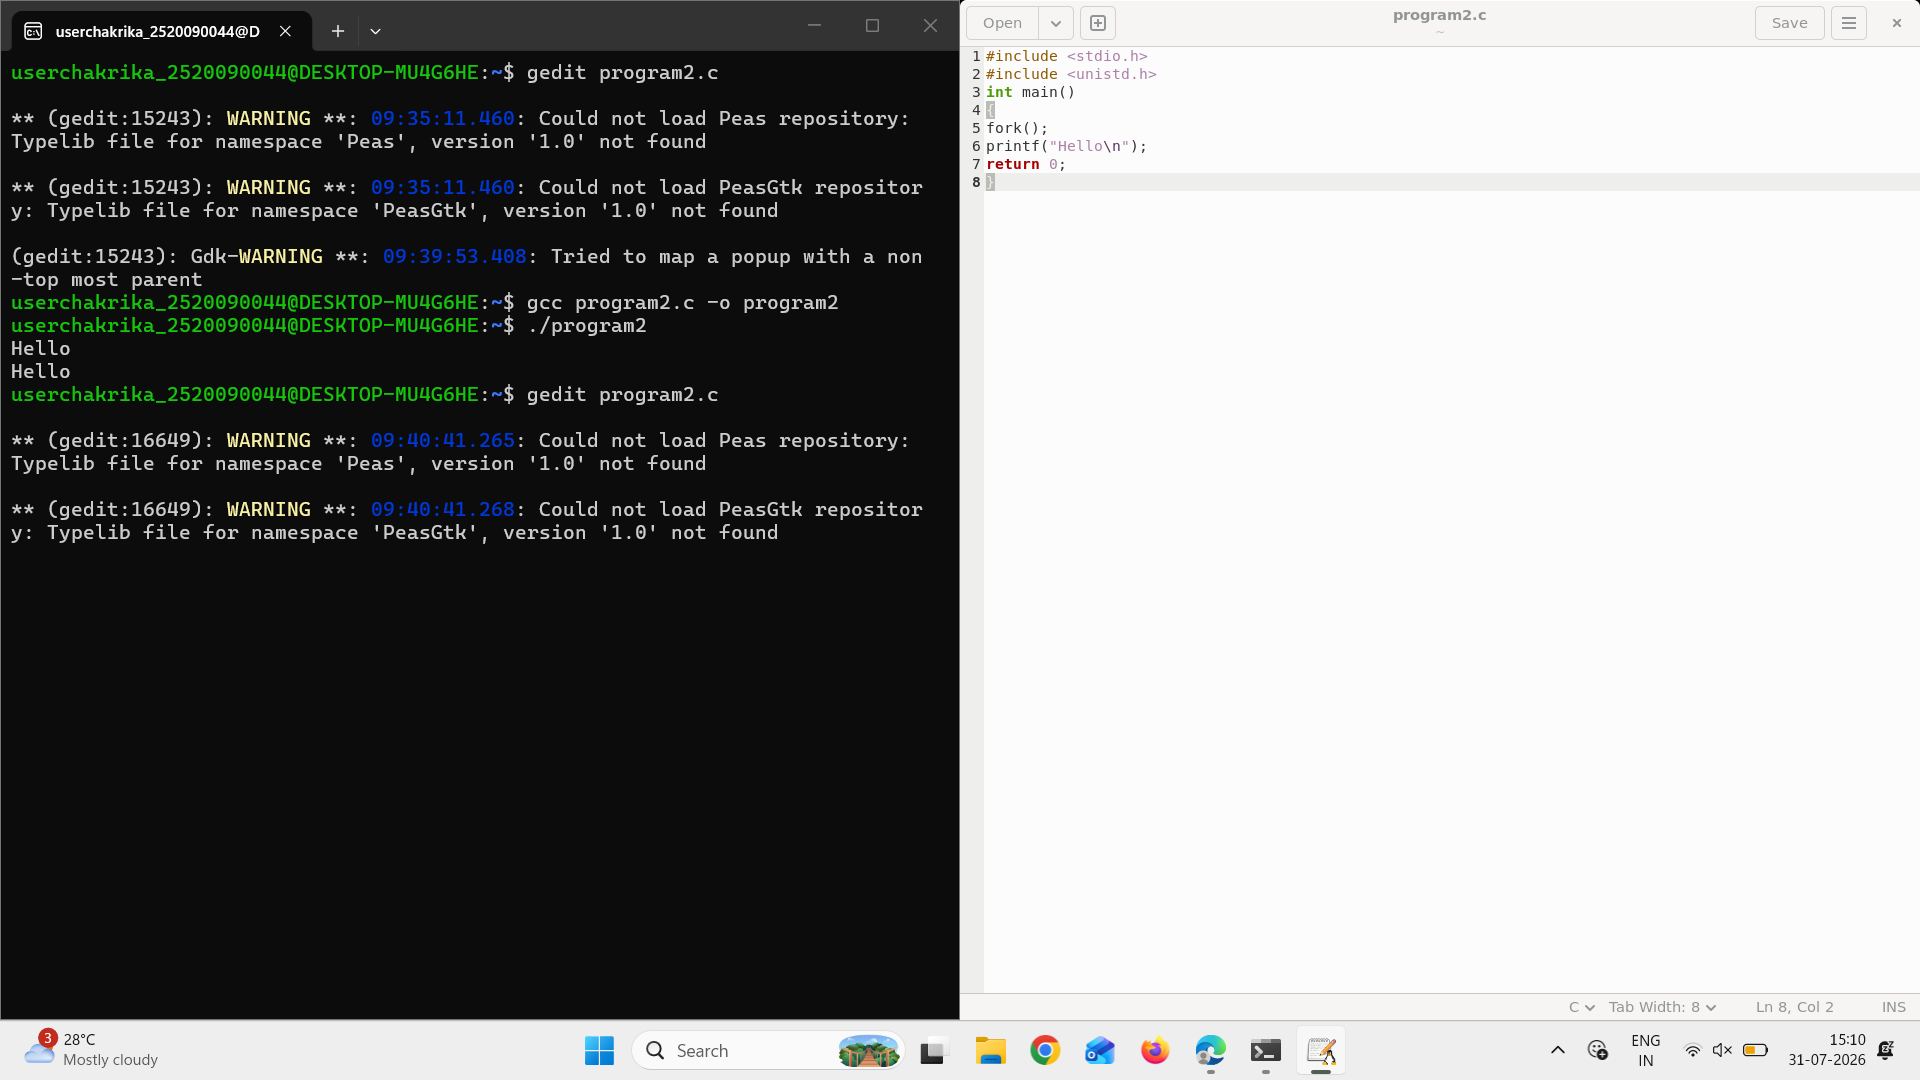 userchakrika_2520090044@D
userchakrika_2520090044@DESKTOP-MU4G6HE:~$ gedit program2.c
** (gedit:15243): WARNING **: 09:35:11.460: Could not load Peas repository:
Typelib file for namespace 'Peas', version '1.0' not found
** (gedit:15243): WARNING **: 09:35:11.460: Could not load PeasGtk repositor
y: Typelib file for namespace 'PeasGtk', version '1.0' not found
(gedit:15243): Gdk-WARNING **: 09:39:53.408: Tried to map a popup with a non
-top most parent
userchakrika_2520090044@DESKTOP-MU4G6HE:~$ gcc program2.c -o program2
userchakrika_2520090044@DESKTOP-MU4G6HE:~$ ./program2
Hello
Hello
userchakrika_2520090044@DESKTOP-MU4G6HE:~$ gedit program2.c
** (gedit:16649): WARNING **: 09:40:41.265: Could not load Peas repository:
Typelib file for namespace 'Peas', version '1.0' not found
** (gedit:16649): WARNING **: 09:40:41.268: Could not load PeasGtk repositor
y: Typelib file for namespace 'PeasGtk', version '1.0' not found
Open
program2.c
~
Save
1 #include <stdio.h>
2 #include <unistd.h>
3 int main()
4 {
5 fork();
6 printf("Hello\n");
7 return 0;
8 }
C Tab Width: 8 Ln 8, Col 2 INS
3
28°C
Mostly cloudy
Search
ENG
IN
15:10
31-07-2026